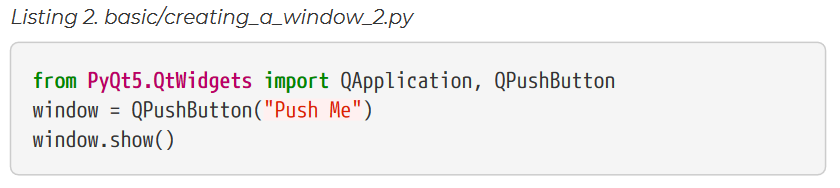 Listing 2. basic/creating_a_window_2.py
from PyQt5.QtWidgets import QApplication, QPushButton
window = QPushButton("Push Me")
window.show()